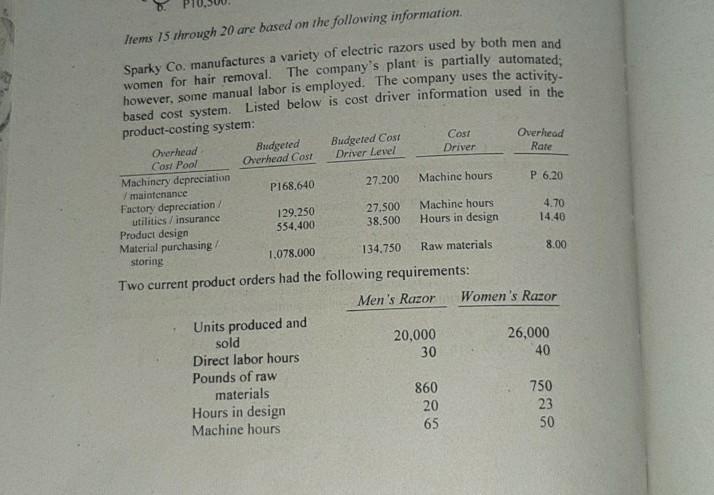 b. P10,500.
Items 15 through 20 are based on the following information.
Sparky Co. manufactures a variety of electric razors used by both men and
women for hair removal. The company's plant is partially automated;
however, some manual labor is employed. The company uses the activity-
based cost system. Listed below is cost driver information used in the
product-costing system:
Overhead Budgeted Budgeted Cost Cost Overhead
Cost Pool Overhead Cost Driver Level Driver Rate
Machinery depreciation
/ maintenance P168,640 27,200 Machine hours P 6.20
Factory depreciation /
utilities / insurance 129,250 27,500 Machine hours 4.70
Product design 554,400 38,500 Hours in design 14.40
Material purchasing /
storing 1,078,000 134,750 Raw materials 8.00
Two current product orders had the following requirements:
Men's Razor Women's Razor
Units produced and
sold 20,000 26,000
Direct labor hours 30 40
Pounds of raw
materials 860 750
Hours in design 20 23
Machine hours 65 50